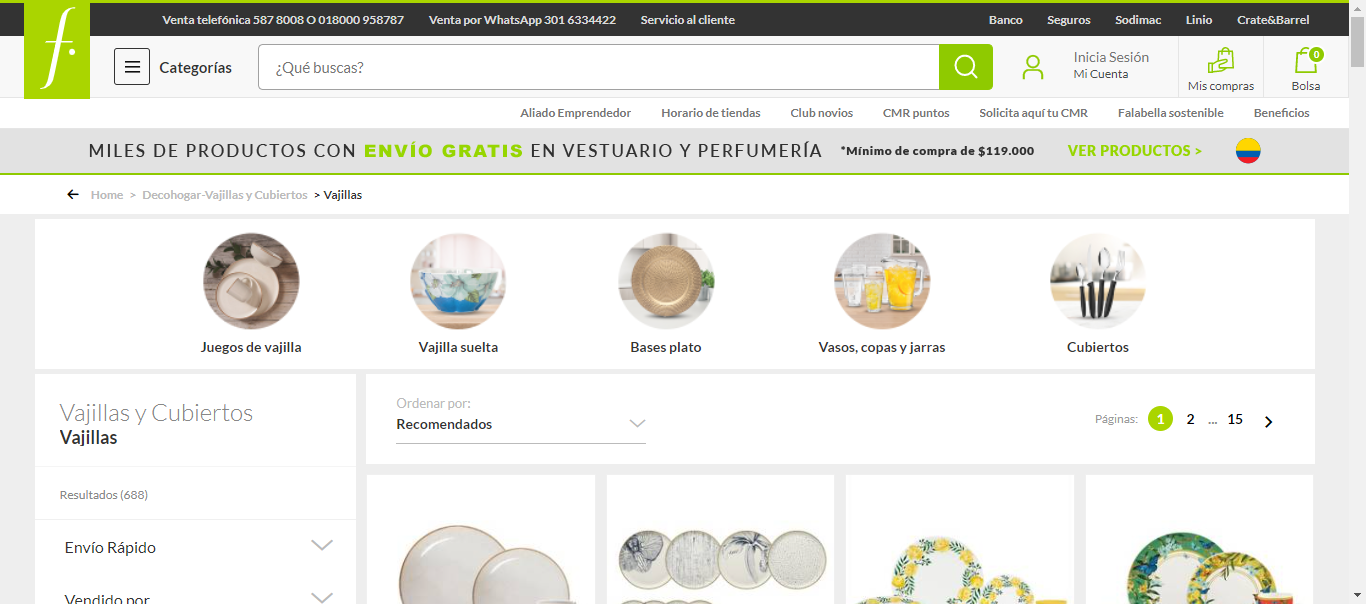 Venta telefónica 587 8008 O 018000 958787 Venta por WhatsApp 301 6334422 Servicio al cliente Banco Seguros Sodimac Linio Crate&Barrel
f.
Categorías ¿Qué buscas? Inicia Sesión
Mi Cuenta
Mis compras
0
Bolsa
Aliado Emprendedor Horario de tiendas Club novios CMR puntos Solicita aquí tu CMR Falabella sostenible Beneficios
MILES DE PRODUCTOS CON ENVÍO GRATIS EN VESTUARIO Y PERFUMERÍA *Mínimo de compra de $119.000 VER PRODUCTOS >
Home > Decohogar-Vajillas y Cubiertos > Vajillas
Juegos de vajilla Vajilla suelta Bases plato Vasos, copas y jarras Cubiertos
Vajillas y Cubiertos
Vajillas
Resultados (688)
Envío Rápido
Vendido por
Ordenar por:
Recomendados
Páginas: 1 2 ... 15